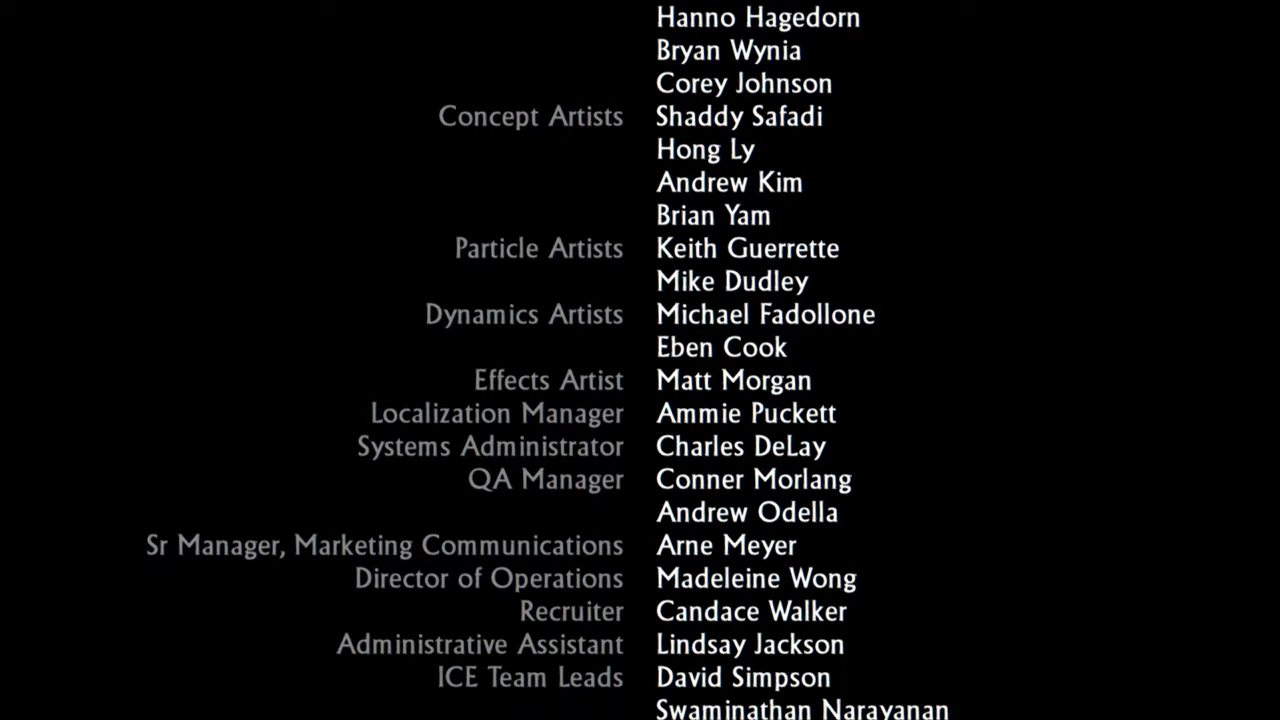 Hanno Hagedorn
Bryan Wynia
Corey Johnson
Concept Artists Shaddy Safadi
Hong Ly
Andrew Kim
Brian Yam
Particle Artists Keith Guerrette
Mike Dudley
Dynamics Artists Michael Fadollone
Eben Cook
Effects Artist Matt Morgan
Localization Manager Ammie Puckett
Systems Administrator Charles DeLay
QA Manager Conner Morlang
Andrew Odella
Sr Manager, Marketing Communications Arne Meyer
Director of Operations Madeleine Wong
Recruiter Candace Walker
Administrative Assistant Lindsay Jackson
ICE Team Leads David Simpson
Swaminathan Narayanan